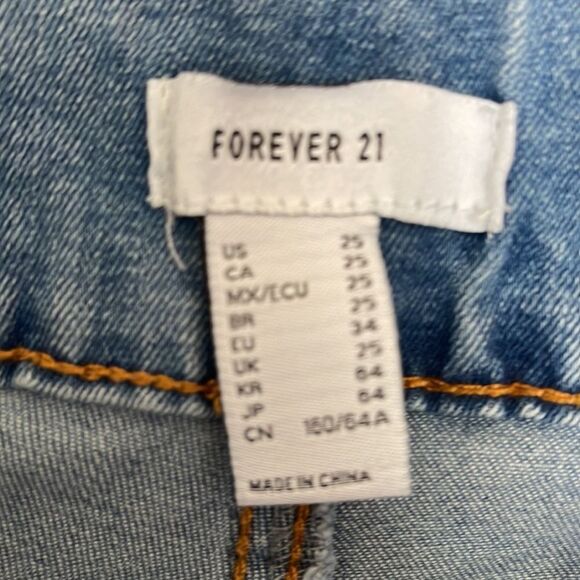 FOREVER 21
US 25
CA 25
MX/ECU 25
BR 25
EU 34
UK 25
KR 64
JP 64
CN 160/64A
MADE IN CHINA